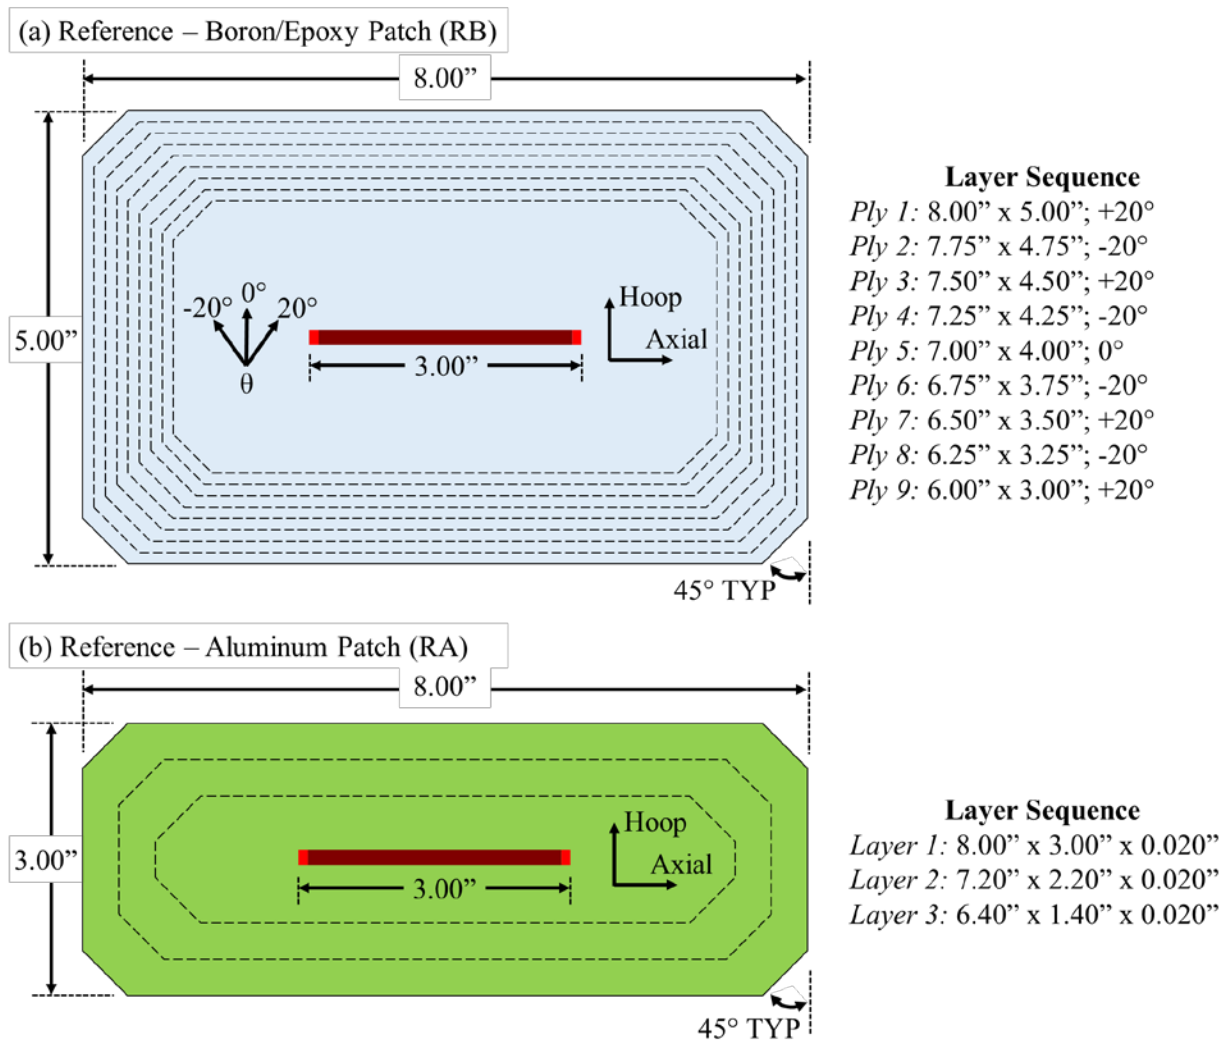 (a) Reference – Boron/Epoxy Patch (RB)
8.00”
5.00”
-20°
0°
20°
θ
3.00”
Hoop
Axial
45° TYP
Layer Sequence
Ply 1: 8.00” x 5.00”; +20°
Ply 2: 7.75” x 4.75”; -20°
Ply 3: 7.50” x 4.50”; +20°
Ply 4: 7.25” x 4.25”; -20°
Ply 5: 7.00” x 4.00”; 0°
Ply 6: 6.75” x 3.75”; -20°
Ply 7: 6.50” x 3.50”; +20°
Ply 8: 6.25” x 3.25”; -20°
Ply 9: 6.00” x 3.00”; +20°
(b) Reference – Aluminum Patch (RA)
8.00”
3.00”
3.00”
Hoop
Axial
45° TYP
Layer Sequence
Layer 1: 8.00” x 3.00” x 0.020”
Layer 2: 7.20” x 2.20” x 0.020”
Layer 3: 6.40” x 1.40” x 0.020”